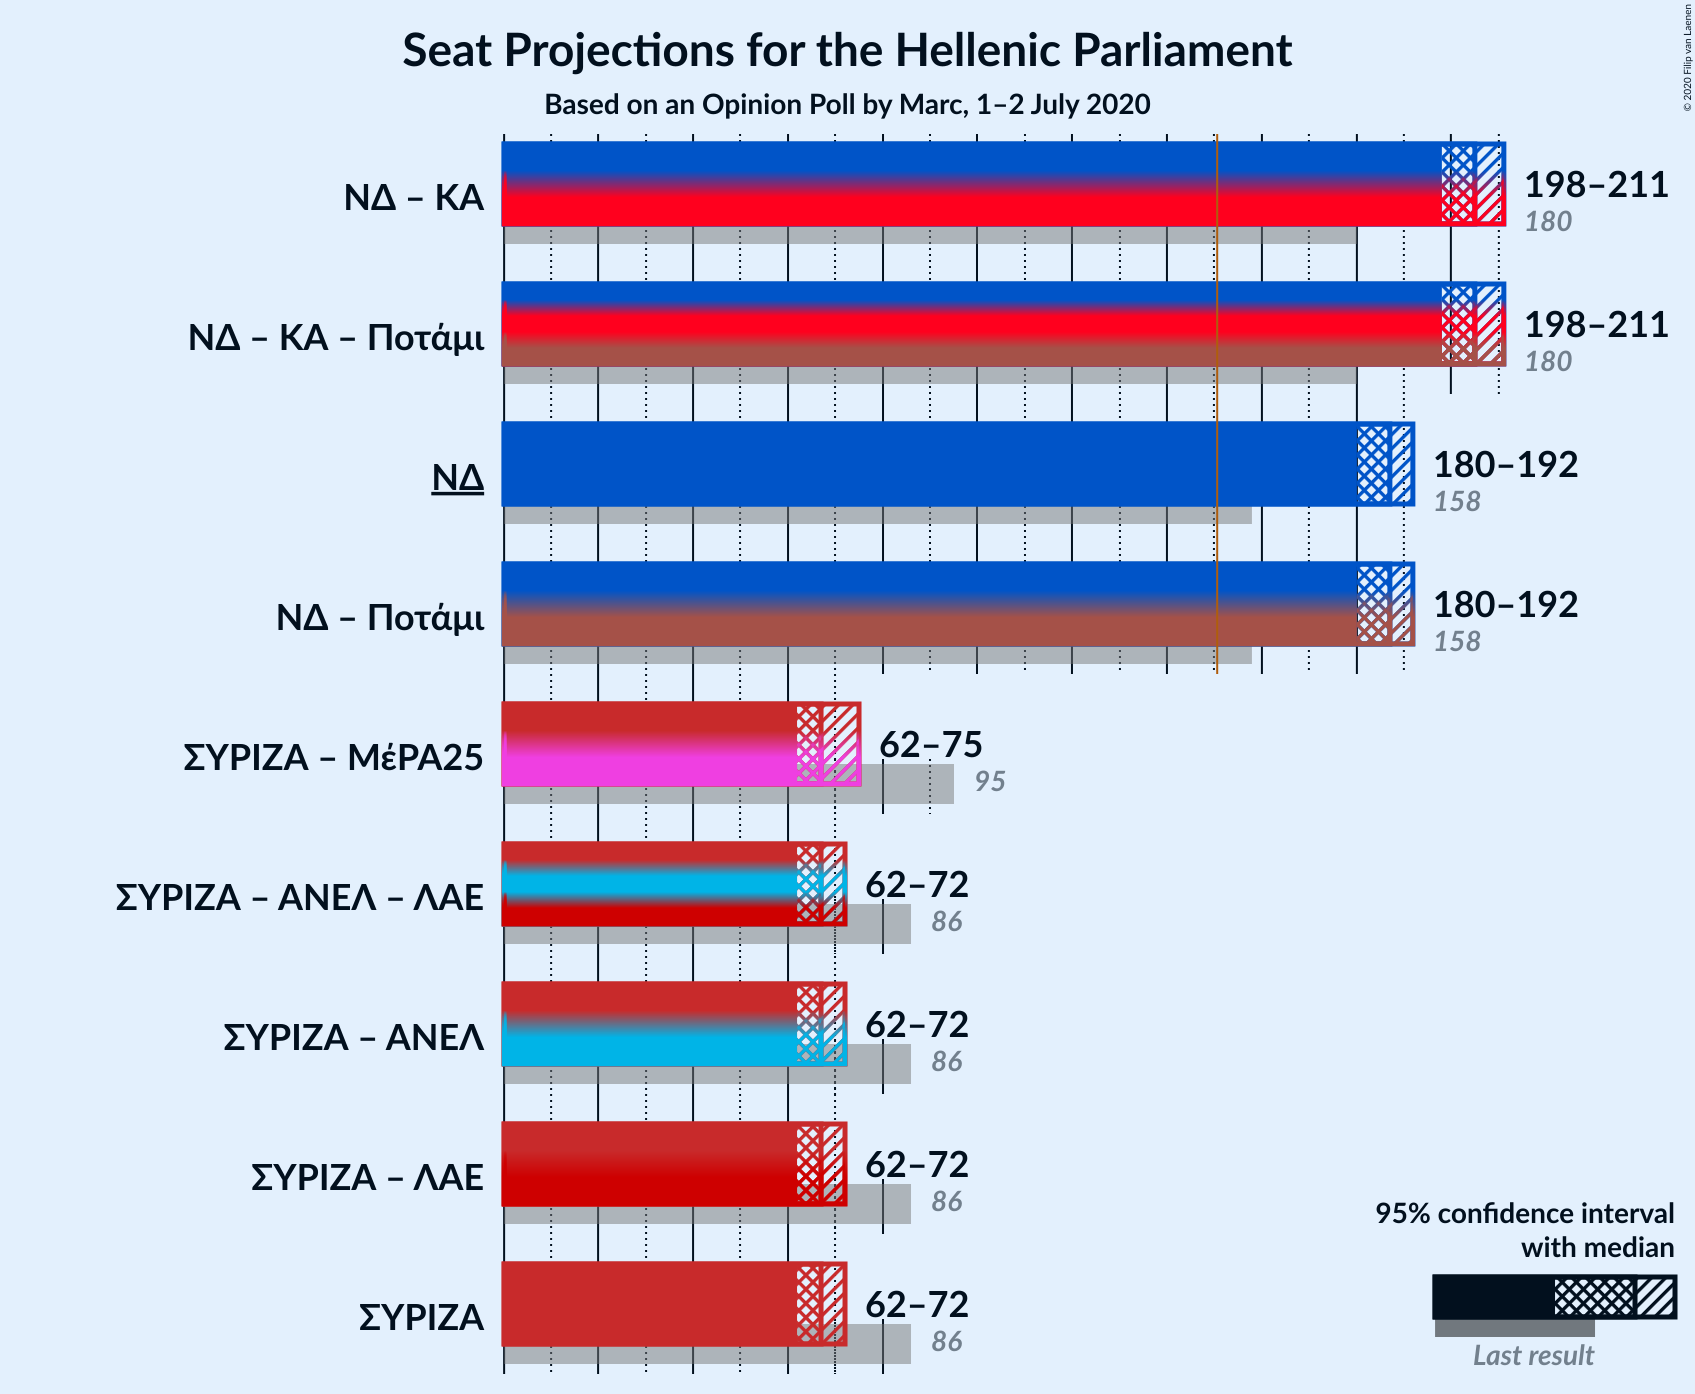 Seat Projections for the Hellenic Parliament
Based on an Opinion Poll by Marc, 1–2 July 2020
© 2020 Filip van Laenen
ΝΔ – ΚΑ
198–211
180
ΝΔ – ΚΑ – Ποτάμι
198–211
180
ΝΔ
180–192
158
ΝΔ – Ποτάμι
180–192
158
ΣΥΡΙΖΑ – ΜέΡΑ25
62–75
95
ΣΥΡΙΖΑ – ΑΝΕΛ – ΛΑΕ
62–72
86
ΣΥΡΙΖΑ – ΑΝΕΛ
62–72
86
ΣΥΡΙΖΑ – ΛΑΕ
62–72
86
ΣΥΡΙΖΑ
62–72
86
95% confidence interval
with median
Last result